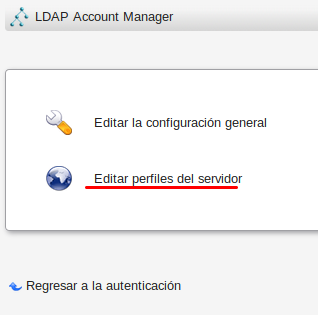 LDAP Account Manager
Editar la configuración general
Editar perfiles del servidor
Regresar a la autenticación